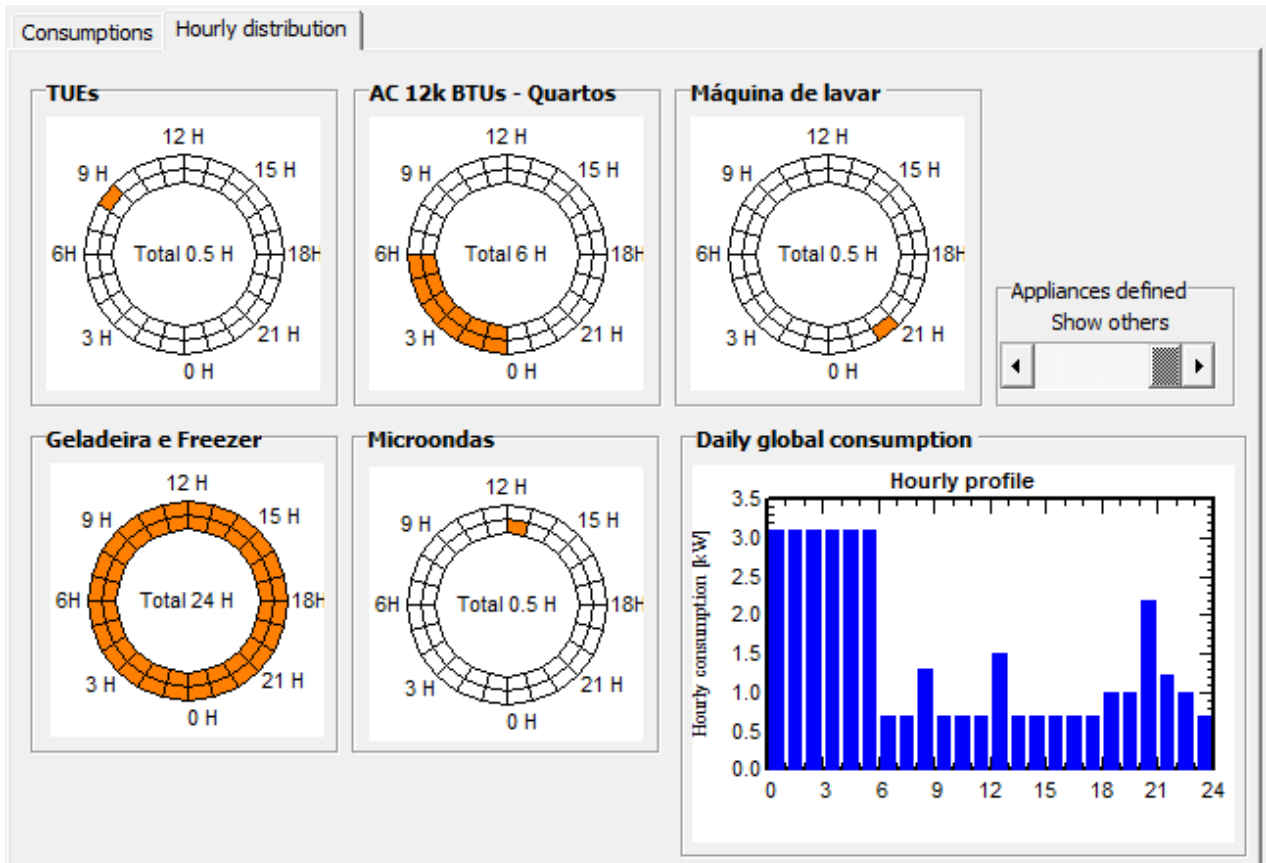 Consumptions
Hourly distribution
TUEs
12 H
9 H
15 H
6H
Total 0.5 H
18H
3 H
21 H
0 H
AC 12k BTUs - Quartos
12 H
9 H
15 H
6H
Total 6 H
18H
3 H
21 H
0 H
Máquina de lavar
12 H
9 H
15 H
6H
Total 0.5 H
18H
3 H
21 H
0 H
Appliances defined
Show others
Geladeira e Freezer
12 H
9 H
15 H
6H
Total 24 H
18H
3 H
21 H
0 H
Microondas
12 H
9 H
15 H
6H
Total 0.5 H
18H
3 H
21 H
0 H
Daily global consumption
Hourly profile
Hourly consumption [kW]
3.5
3.0
2.5
2.0
1.5
1.0
0.5
0.0
0 3 6 9 12 15 18 21 24